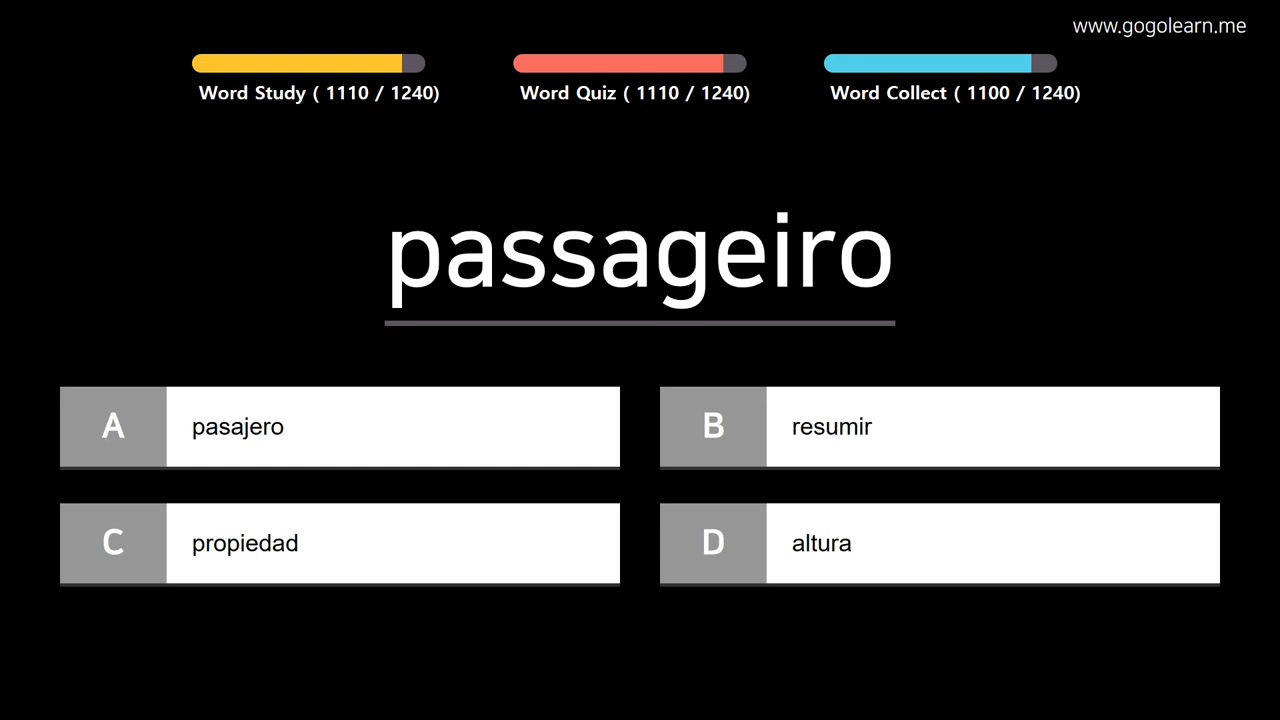 www.gogolearn.me
Word Study ( 1110 / 1240)
Word Quiz ( 1110 / 1240)
Word Collect ( 1100 / 1240)
passageiro
A pasajero
B resumir
C propiedad
D altura